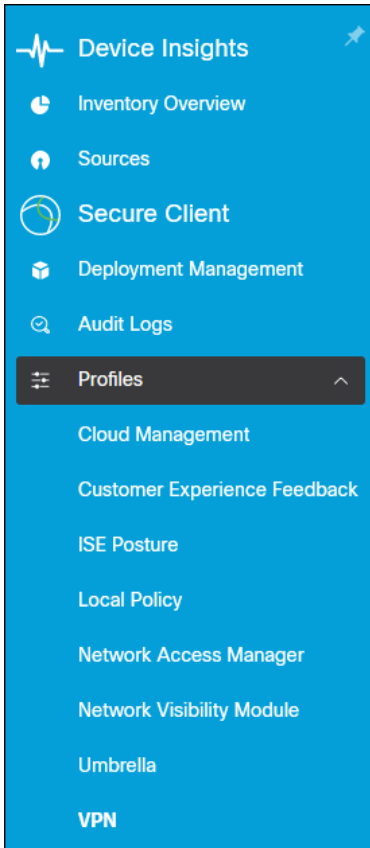 Device Insights
Inventory Overview
Sources
Secure Client
Deployment Management
Audit Logs
Profiles
Cloud Management
Customer Experience Feedback
ISE Posture
Local Policy
Network Access Manager
Network Visibility Module
Umbrella
VPN